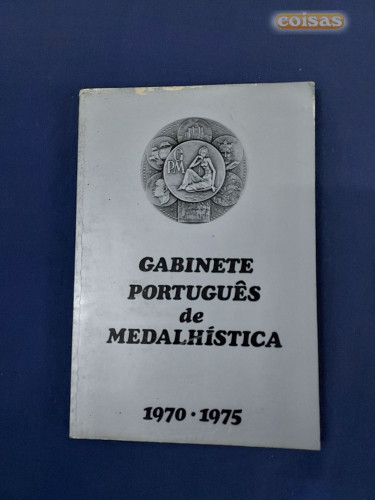 coisas
G
P.M
GABINETE
PORTUGUÊS
de
MEDALHÍSTICA
1970 · 1975